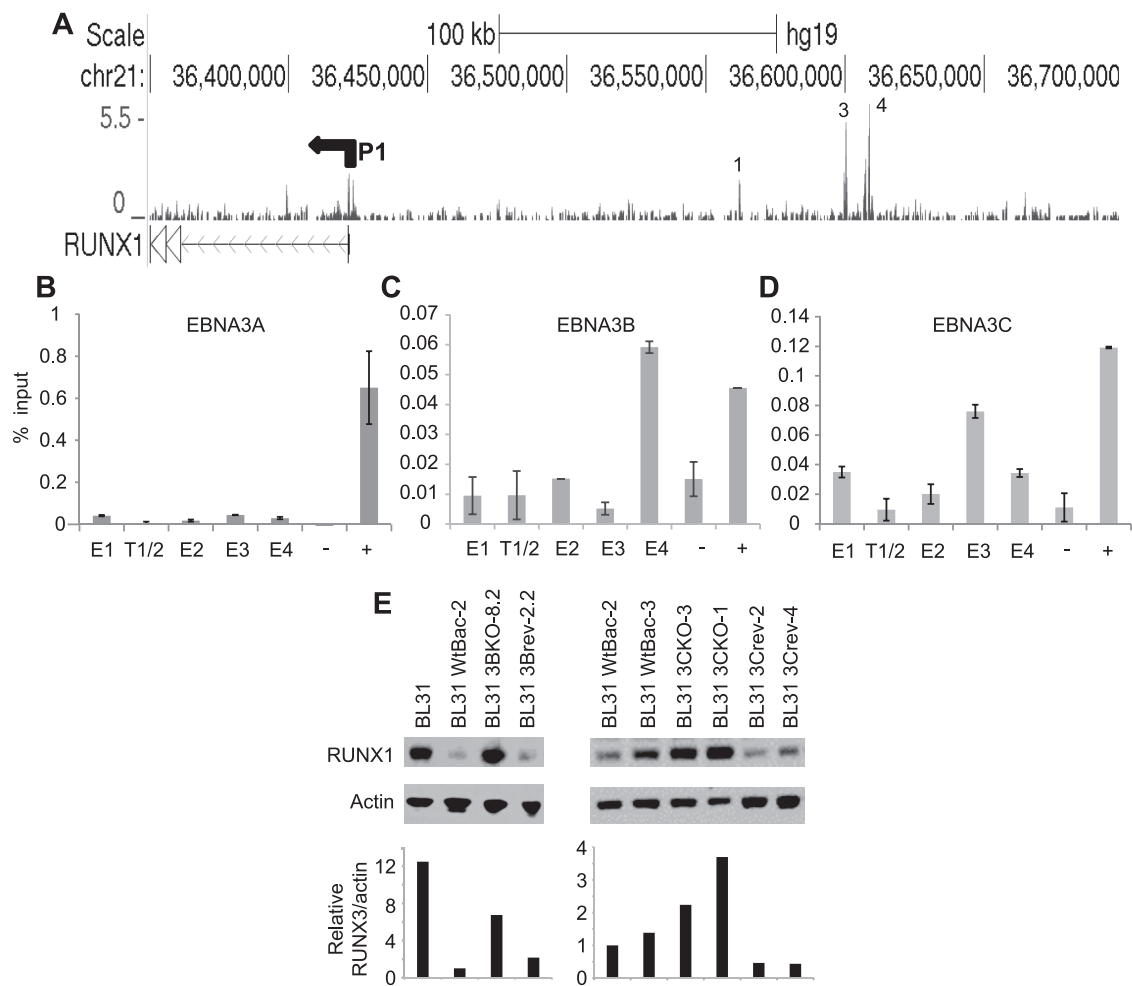 A
Scale 100 kb hg19
chr21: 36,400,000 36,450,000 36,500,000 36,550,000 36,600,000 36,650,000 36,700,000
5.5 -
3 4
P1
1
0 _
RUNX1
B
EBNA3A
% input
1
0.8
0.6
0.4
0.2
0
E1 T1/2 E2 E3 E4 - +
C
EBNA3B
0.07
0.06
0.05
0.04
0.03
0.02
0.01
0
E1 T1/2 E2 E3 E4 - +
D
EBNA3C
0.14
0.12
0.1
0.08
0.06
0.04
0.02
0
E1 T1/2 E2 E3 E4 - +
E
BL31
BL31 WtBac-2
BL31 3BKO-8.2
BL31 3Brev-2.2
BL31 WtBac-2
BL31 WtBac-3
BL31 3CKO-3
BL31 3CKO-1
BL31 3Crev-2
BL31 3Crev-4
RUNX1
Actin
Relative
RUNX3/actin
12
8
4
0
4
3
2
1
0